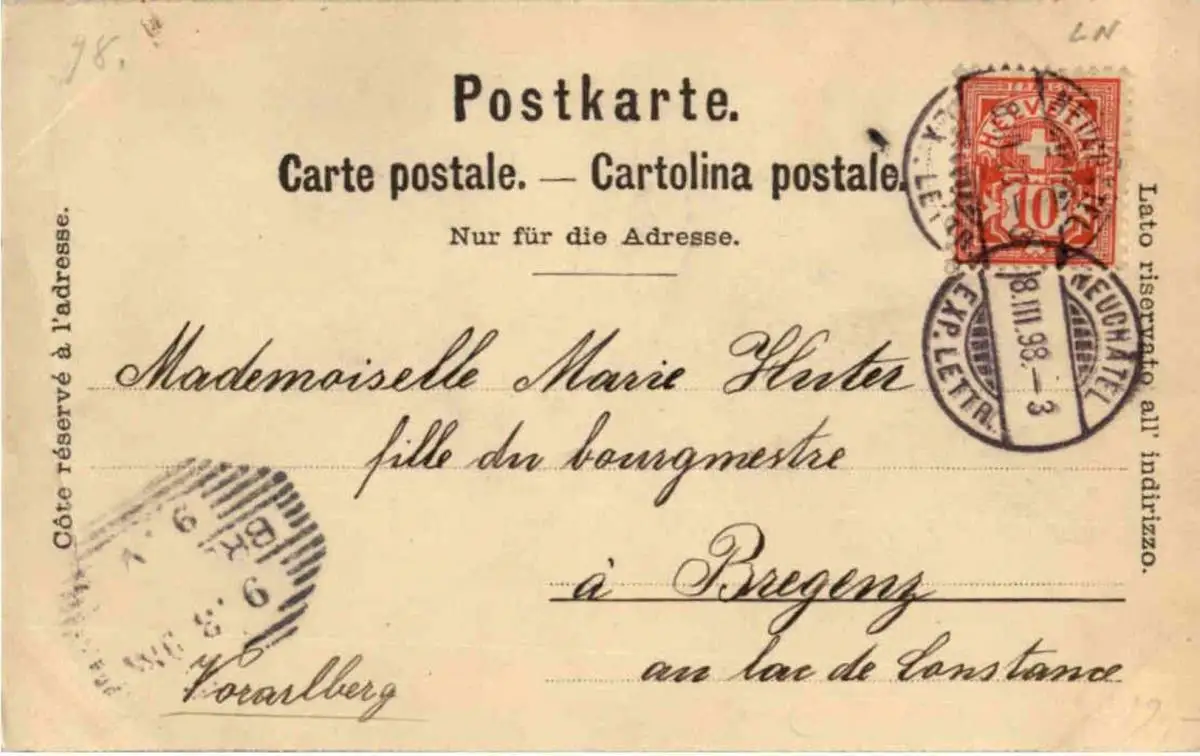 98.
LN
Postkarte.
Carte postale. — Cartolina postale.
Nur für die Adresse.
Côte réservé à l'adresse.
Lato riservato all' indirizzo.
HELVETIA
10
NEUCHÂTEL
18.III.98.–3
EXP. LETTR.
Mademoiselle Marie Huter
fille du bourgmestre
à Bregenz
au lac de Constance
Vorarlberg